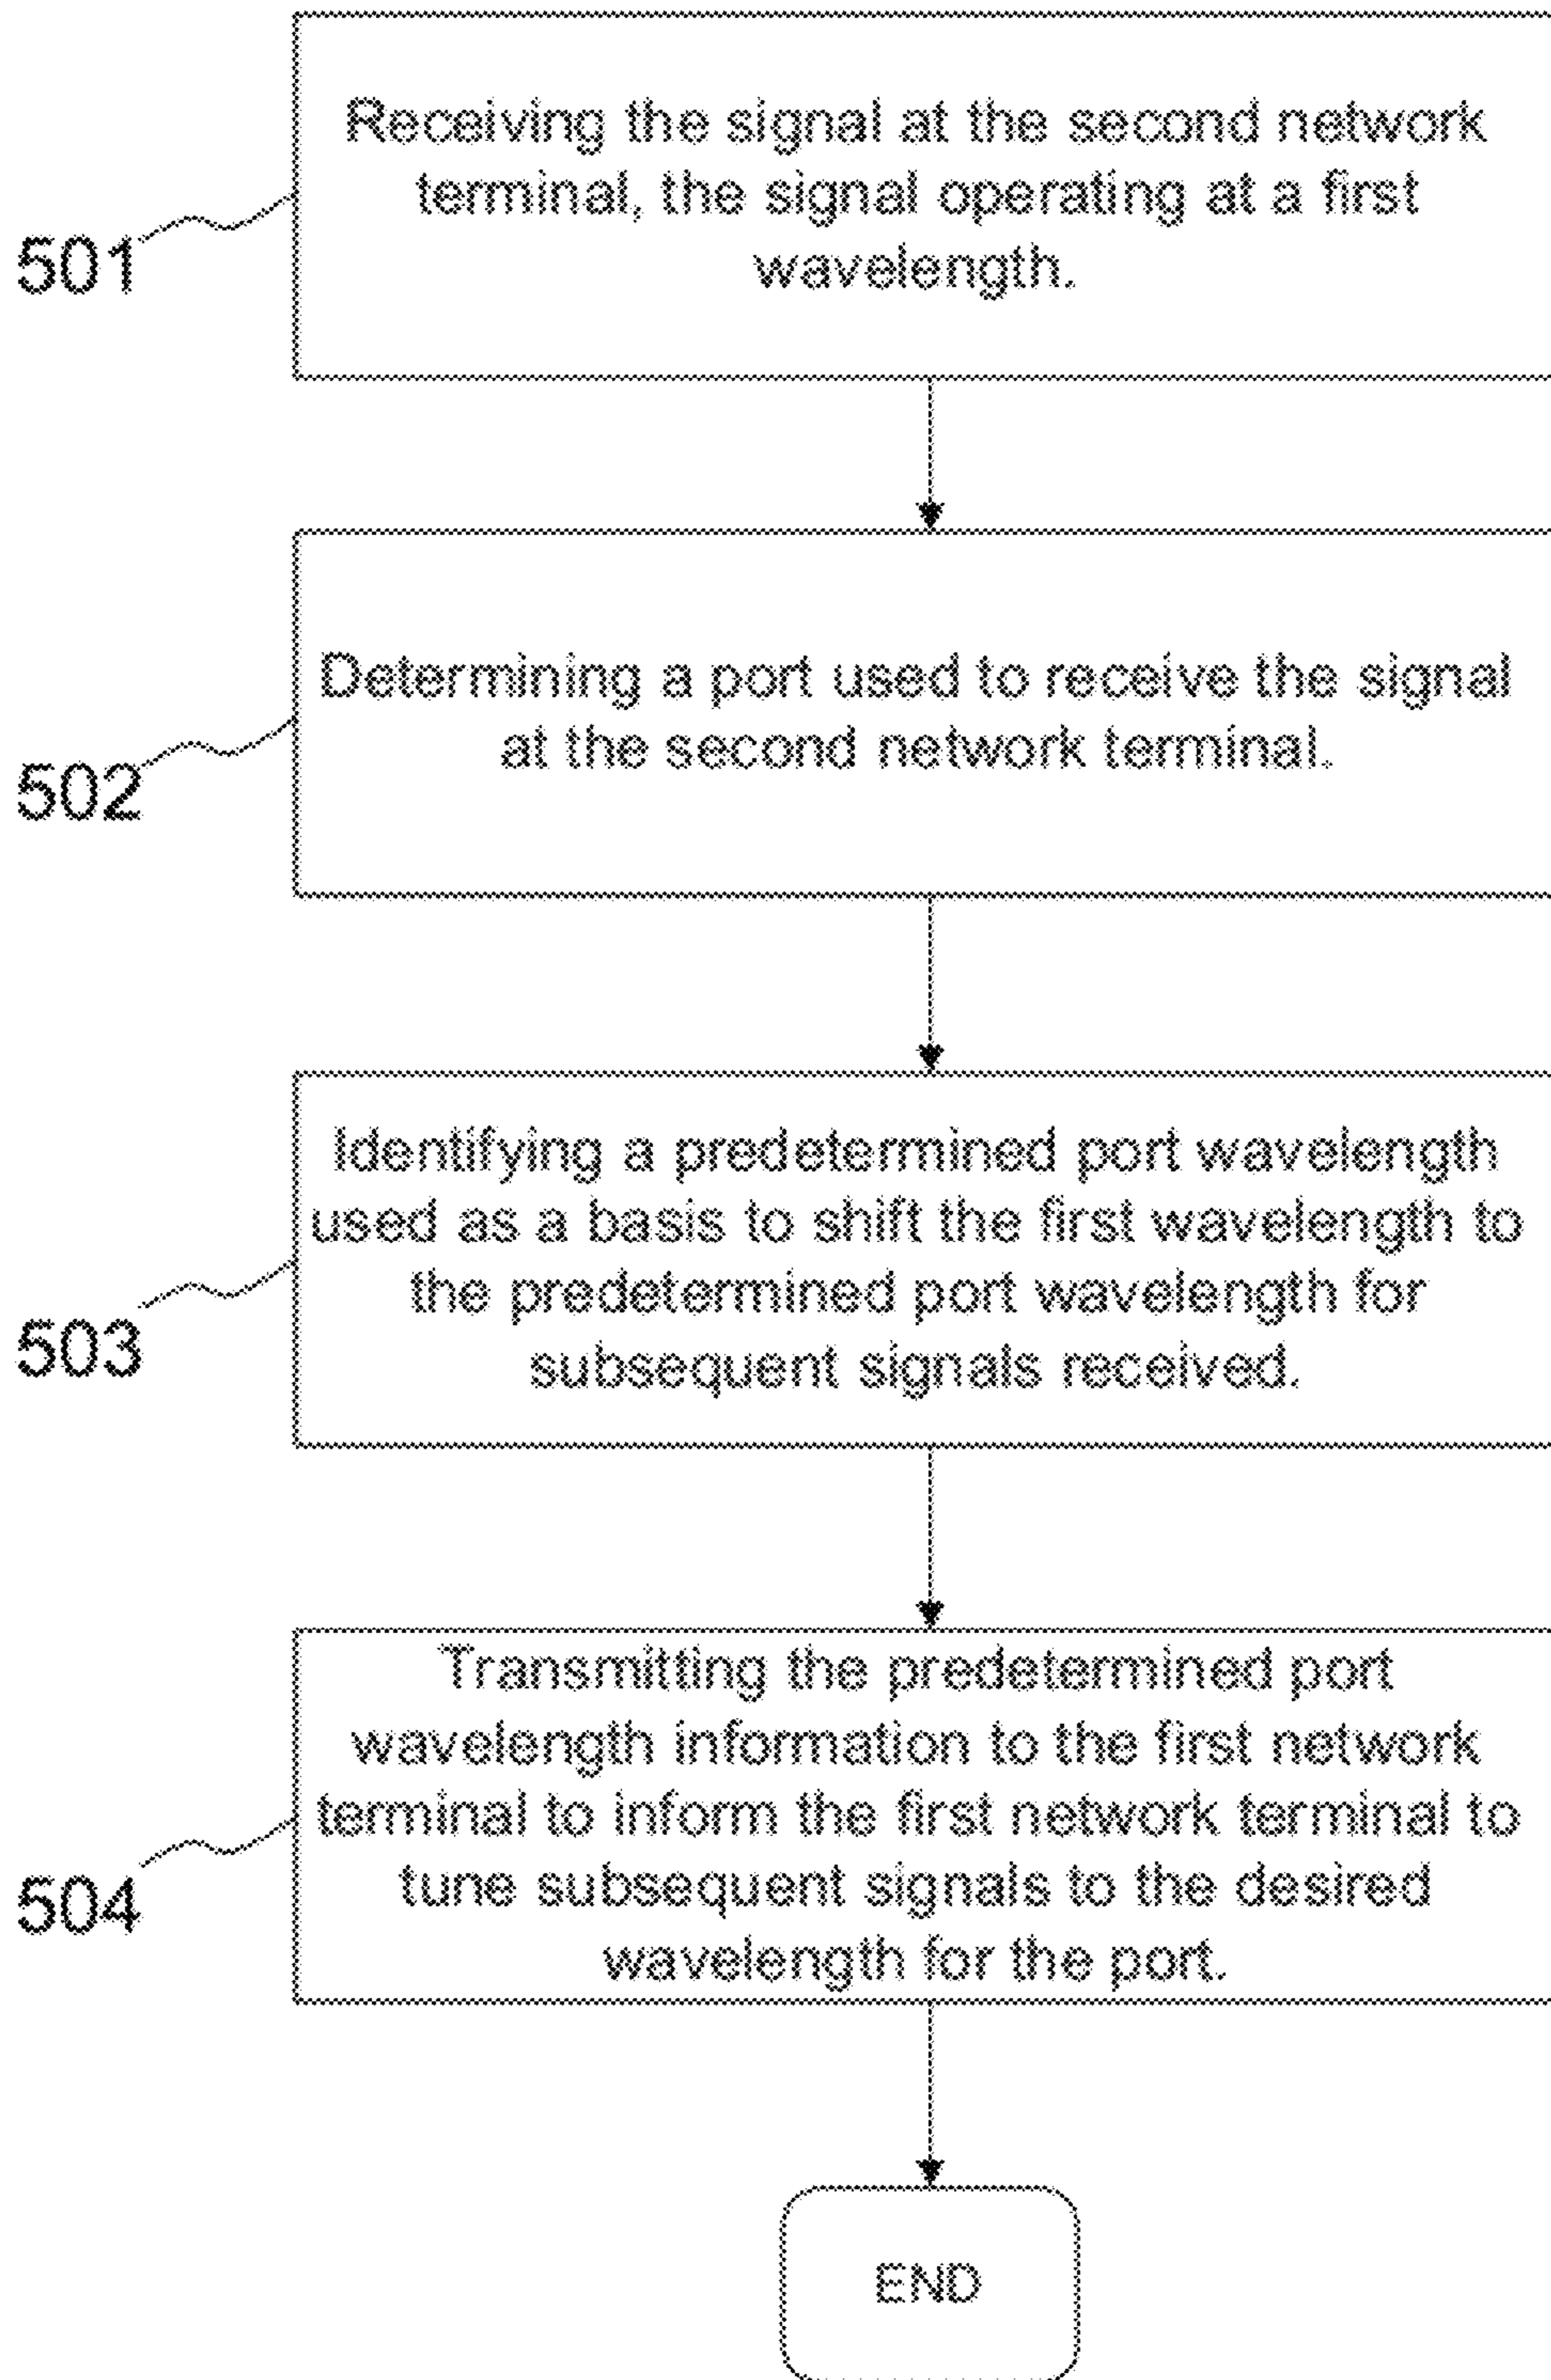 Receiving the signal at the second network
terminal, the signal operating at a first
wavelength.
501
Determining a port used to receive the signal
at the second network terminal.
502
Identifying a predetermined port wavelength
used as a basis to shift the first wavelength to
the predetermined port wavelength for
subsequent signals received.
503
Transmitting the predetermined port
wavelength information to the first network
terminal to inform the first network terminal to
tune subsequent signals to the desired
wavelength for the port.
504
END